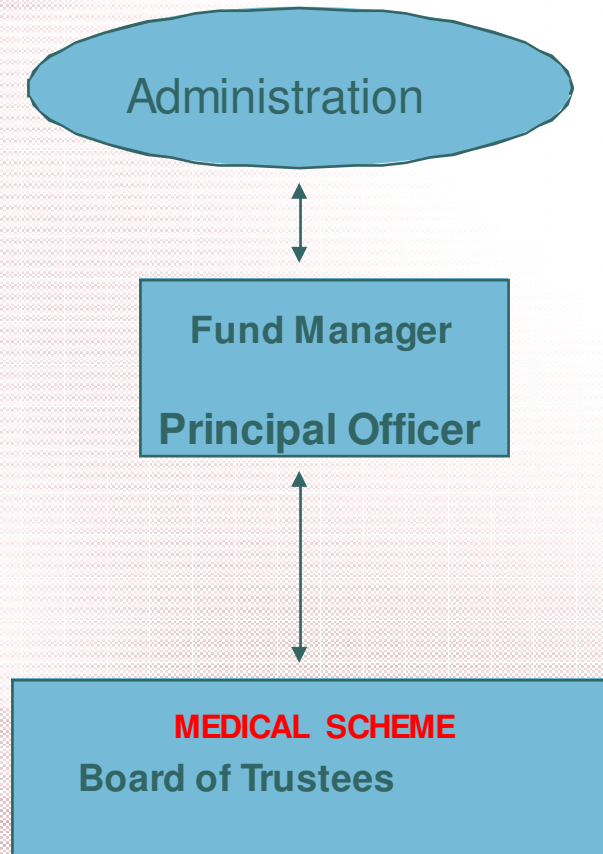 Administration
Fund Manager
Principal Officer
MEDICAL SCHEME
Board of Trustees